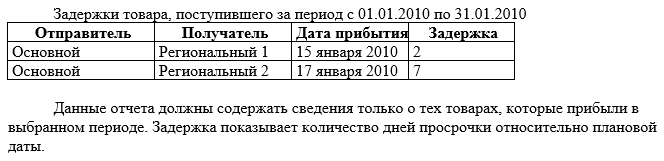 Задержки товара, поступившего за период с 01.01.2010 по 31.01.2010
Отправитель Получатель Дата прибытия Задержка
Основной Региональный 1 15 января 2010 2
Основной Региональный 2 17 января 2010 7
Данные отчета должны содержать сведения только о тех товарах, которые прибыли в
выбранном периоде. Задержка показывает количество дней просрочки относительно плановой
даты.